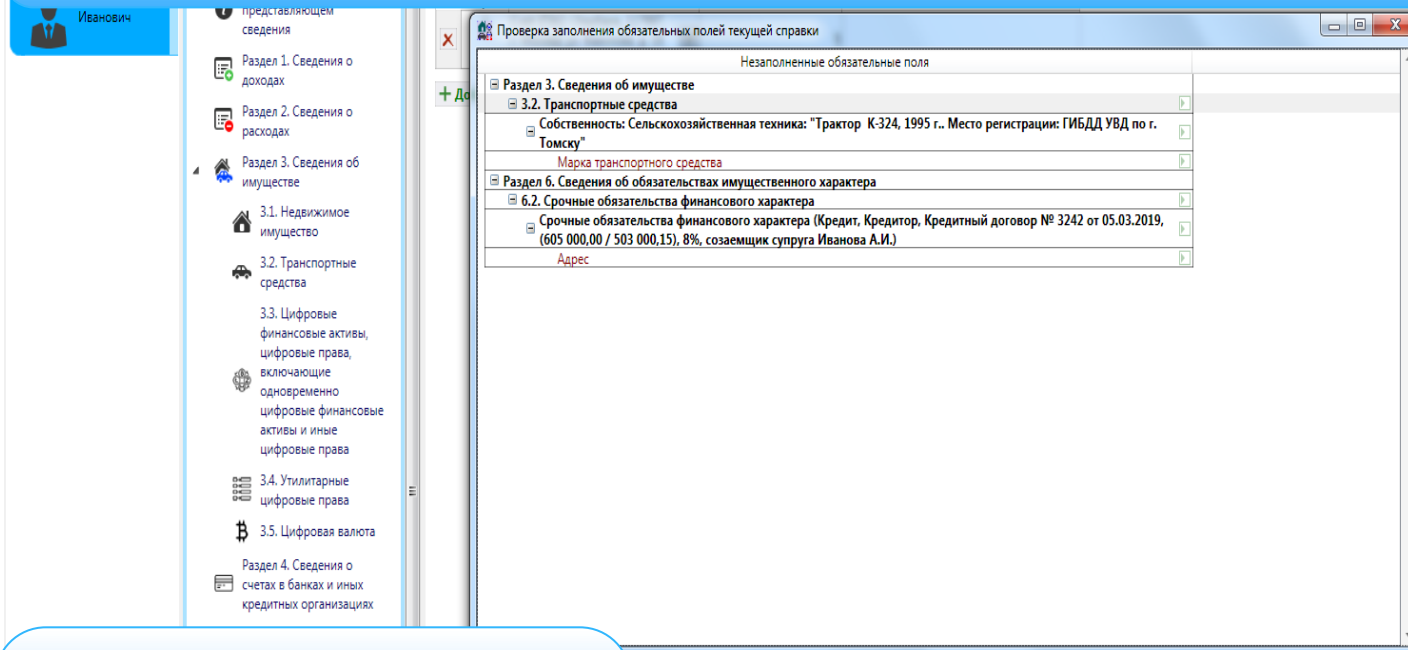 Иванович
представляющем
сведения
Раздел 1. Сведения о
доходах
Раздел 2. Сведения о
расходах
Раздел 3. Сведения об
имуществе
3.1. Недвижимое
имущество
3.2. Транспортные
средства
3.3. Цифровые
финансовые активы,
цифровые права,
включающие
одновременно
цифровые финансовые
активы и иные
цифровые права
3.4. Утилитарные
цифровые права
3.5. Цифровая валюта
Раздел 4. Сведения о
счетах в банках и иных
кредитных организациях
Проверка заполнения обязательных полей текущей справки
Незаполненные обязательные поля
Раздел 3. Сведения об имуществе
3.2. Транспортные средства
Собственность: Сельскохозяйственная техника: "Трактор К-324, 1995 г.. Место регистрации: ГИБДД УВД по г.
Томску"
Марка транспортного средства
Раздел 6. Сведения об обязательствах имущественного характера
6.2. Срочные обязательства финансового характера
Срочные обязательства финансового характера (Кредит, Кредитор, Кредитный договор № 3242 от 05.03.2019,
(605 000,00 / 503 000,15), 8%, созаемщик супруга Иванова А.И.)
Адрес